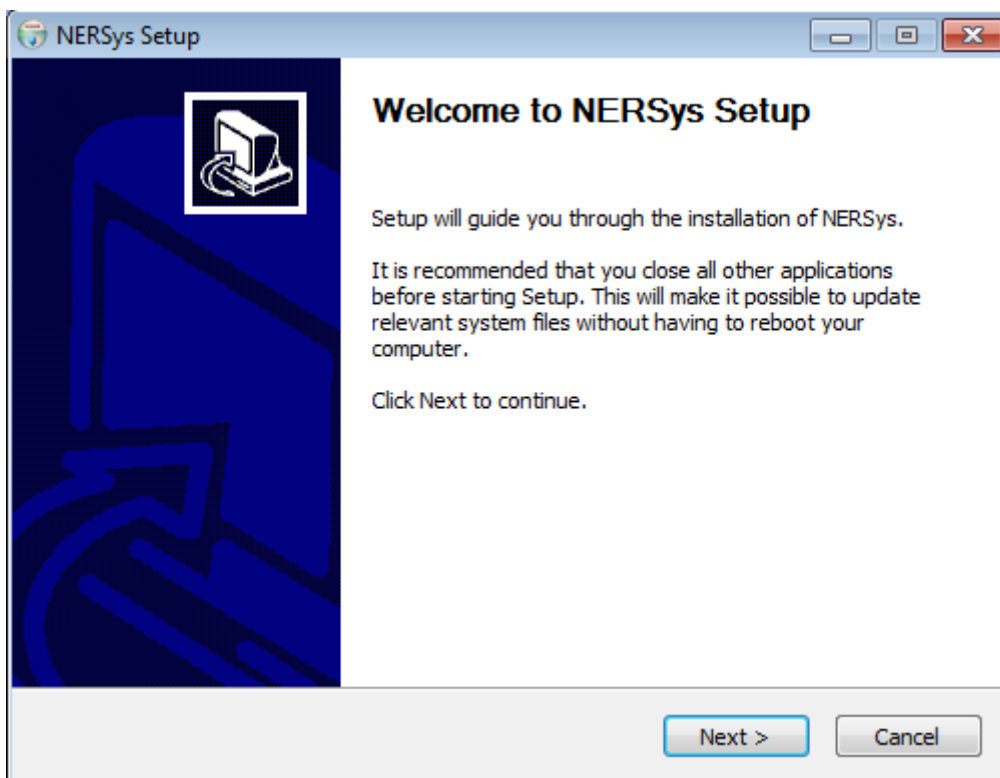 NERSys Setup
Welcome to NERSys Setup
Setup will guide you through the installation of NERSys.
It is recommended that you close all other applications
before starting Setup. This will make it possible to update
relevant system files without having to reboot your
computer.
Click Next to continue.
Next >
Cancel